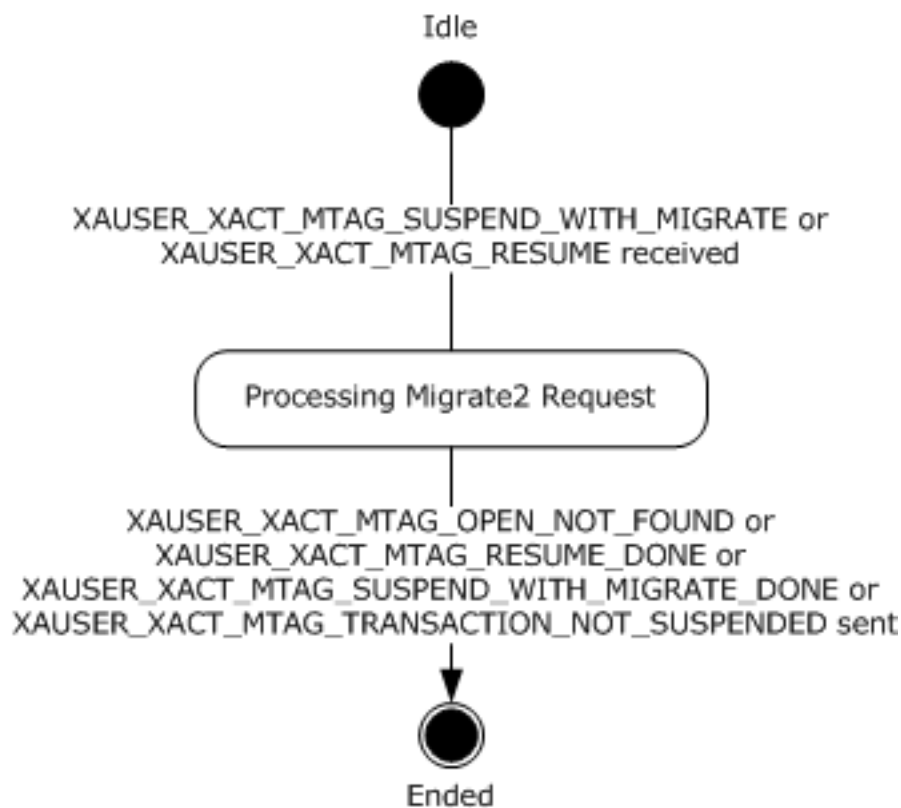 Idle
XAUSER_XACT_MTAG_SUSPEND_WITH_MIGRATE or
XAUSER_XACT_MTAG_RESUME received
Processing Migrate2 Request
XAUSER_XACT_MTAG_OPEN_NOT_FOUND or
XAUSER_XACT_MTAG_RESUME_DONE or
XAUSER_XACT_MTAG_SUSPEND_WITH_MIGRATE_DONE or
XAUSER_XACT_MTAG_TRANSACTION_NOT_SUSPENDED sent
Ended